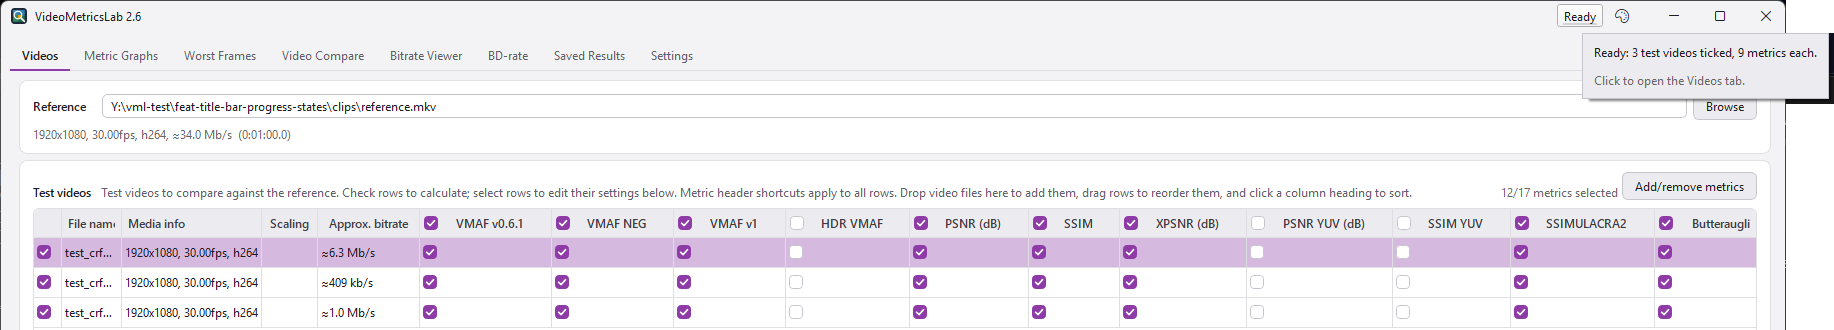 VideoMetricsLab 2.6
Ready
Ready: 3 test videos ticked, 9 metrics each.
Click to open the Videos tab.
Videos Metric Graphs Worst Frames Video Compare Bitrate Viewer BD-rate Saved Results Settings
Reference Y:\vml-test\feat-title-bar-progress-states\clips\reference.mkv Browse
1920x1080, 30.00fps, h264, ≈34.0 Mb/s (0:01:00.0)
Test videos Test videos to compare against the reference. Check rows to calculate; select rows to edit their settings below. Metric header shortcuts apply to all rows. Drop video files here to add them, drag rows to reorder them, and click a column heading to sort. 12/17 metrics selected Add/remove metrics
File name Media info Scaling Approx. bitrate VMAF v0.6.1 VMAF NEG VMAF v1 HDR VMAF PSNR (dB) SSIM XPSNR (dB) PSNR YUV (dB) SSIM YUV SSIMULACRA2 Butteraugli
test_crf... 1920x1080, 30.00fps, h264 ≈6.3 Mb/s
test_crf... 1920x1080, 30.00fps, h264 ≈409 kb/s
test_crf... 1920x1080, 30.00fps, h264 ≈1.0 Mb/s